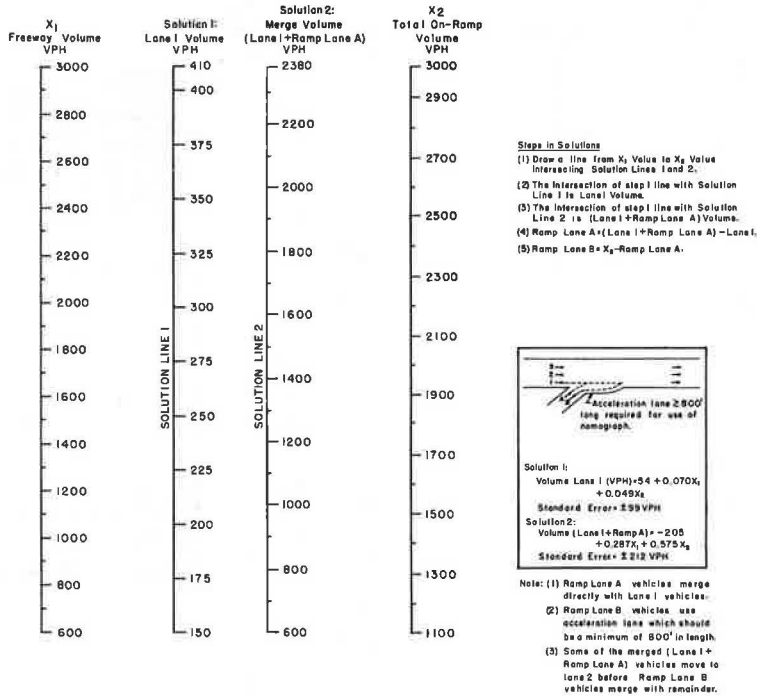 X1
Freeway Volume
VPH
3000
2800
2600
2400
2200
2000
1800
1600
1400
1200
1000
800
600
Solution 1:
Lane 1 Volume
VPH
410
400
375
350
325
300
275
250
225
200
175
150
SOLUTION LINE 1
Solution 2:
Merge Volume
(Lane 1+Ramp Lane A)
VPH
2380
2200
2000
1800
1600
1400
1200
1000
800
600
SOLUTION LINE 2
X2
Total On-Ramp
Volume
VPH
3000
2900
2700
2500
2300
2100
1900
1700
1500
1300
1100
Steps in Solutions
(1) Draw a line from X1 Value to X2 Value
Intersecting Solution Lines 1 and 2.
(2) The Intersection of step 1 line with Solution
Line 1 is Lane 1 Volume.
(3) The Intersection of step 1 line with Solution
Line 2 is (Lane 1+Ramp Lane A) Volume.
(4) Ramp Lane A=(Lane 1+Ramp Lane A)-Lane 1.
(5) Ramp Lane B=X2-Ramp Lane A.
3
2
1
Acceleration lane ≥800'
long required for use of
nomograph.
Solution 1:
Volume Lane 1 (VPH)=54 + 0.070X1
+ 0.049X2
Standard Error= ±59 VPH
Solution 2:
Volume (Lane 1+Ramp A)= -205
+0.287X1 + 0.575X2
Standard Error= ±212 VPH
Note: (1) Ramp Lane A vehicles merge
directly with Lane 1 vehicles.
(2) Ramp Lane B vehicles use
acceleration lane which should
be a minimum of 800' in length.
(3) Some of the merged (Lane 1 +
Ramp Lane A) vehicles move to
lane 2 before Ramp Lane B
vehicles merge with remainder.